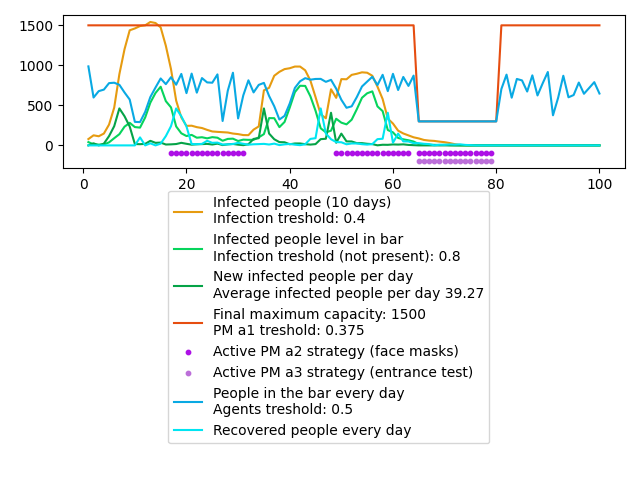 1500
1000
500
0
0 20 40 60 80 100
Infected people (10 days)
Infection treshold: 0.4
Infected people level in bar
Infection treshold (not present): 0.8
New infected people per day
Average infected people per day 39.27
Final maximum capacity: 1500
PM a1 treshold: 0.375
Active PM a2 strategy (face masks)
Active PM a3 strategy (entrance test)
People in the bar every day
Agents treshold: 0.5
Recovered people every day